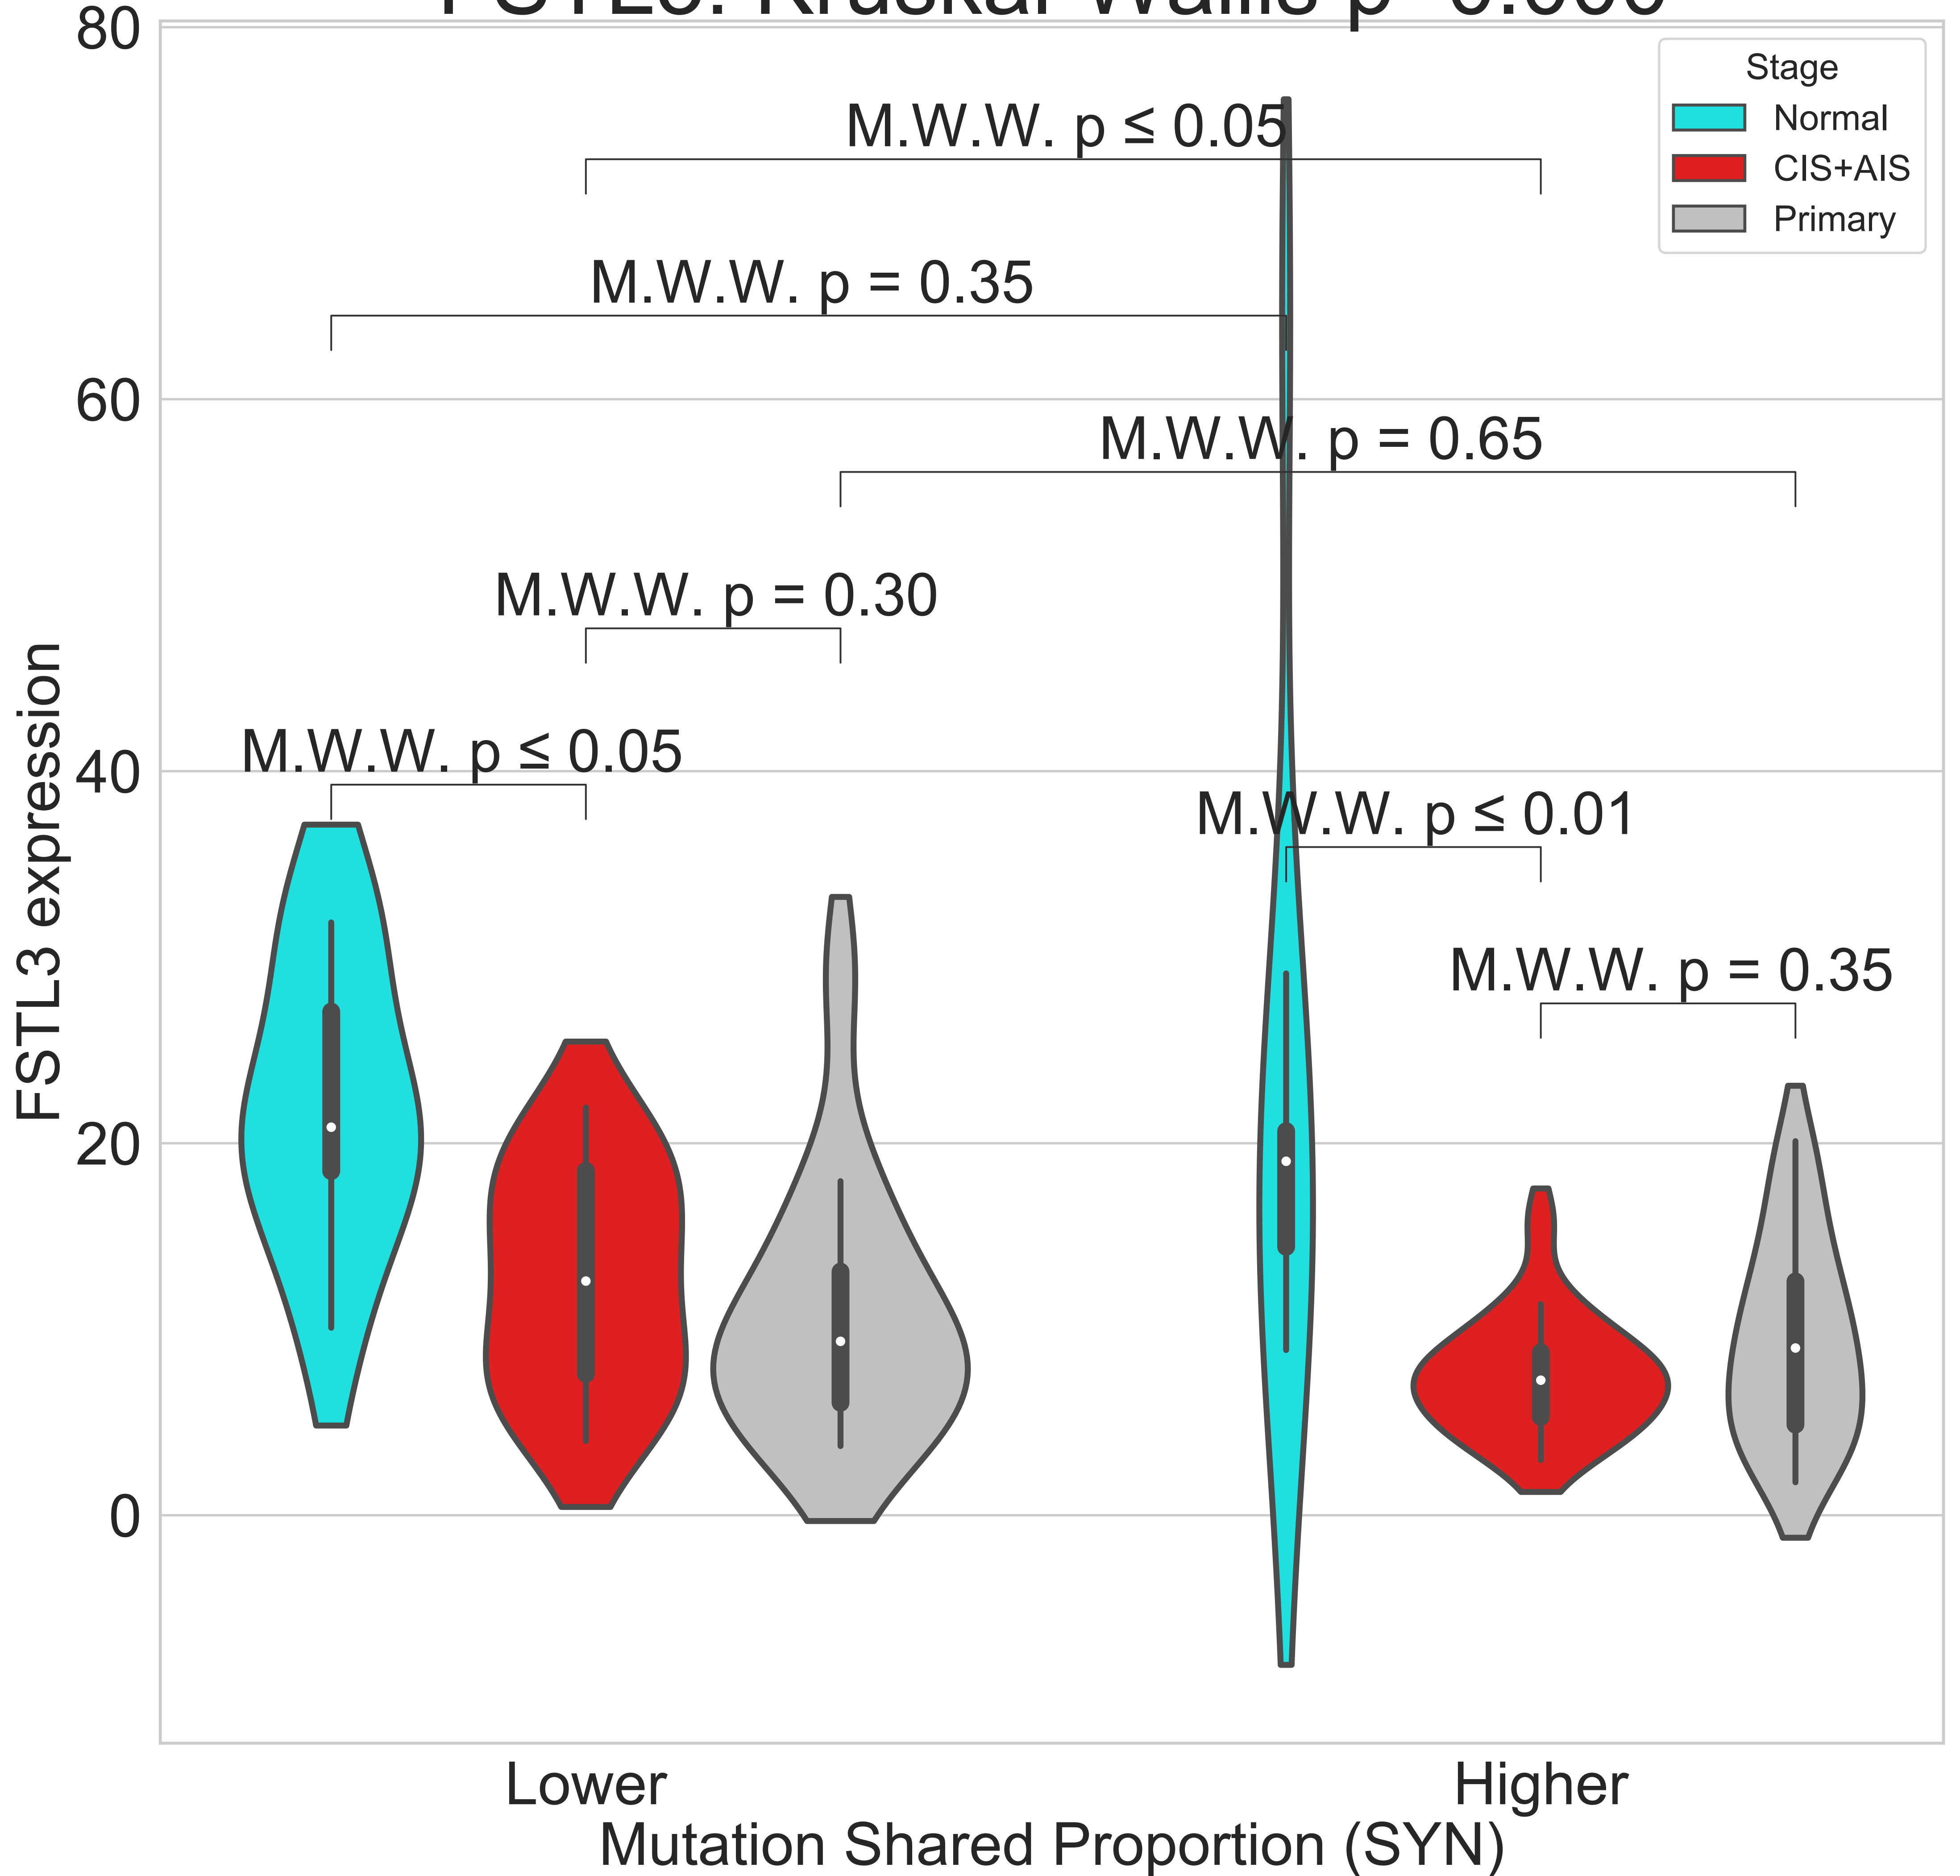 80
Stage
Normal
CIS+AIS
Primary
M.W.W. p ≤ 0.05
M.W.W. p = 0.35
60
M.W.W. p = 0.65
M.W.W. p = 0.30
M.W.W. p ≤ 0.05
40
M.W.W. p ≤ 0.01
M.W.W. p = 0.35
FSTL3 expression
20
0
Lower
Higher
Mutation Shared Proportion (SYN)